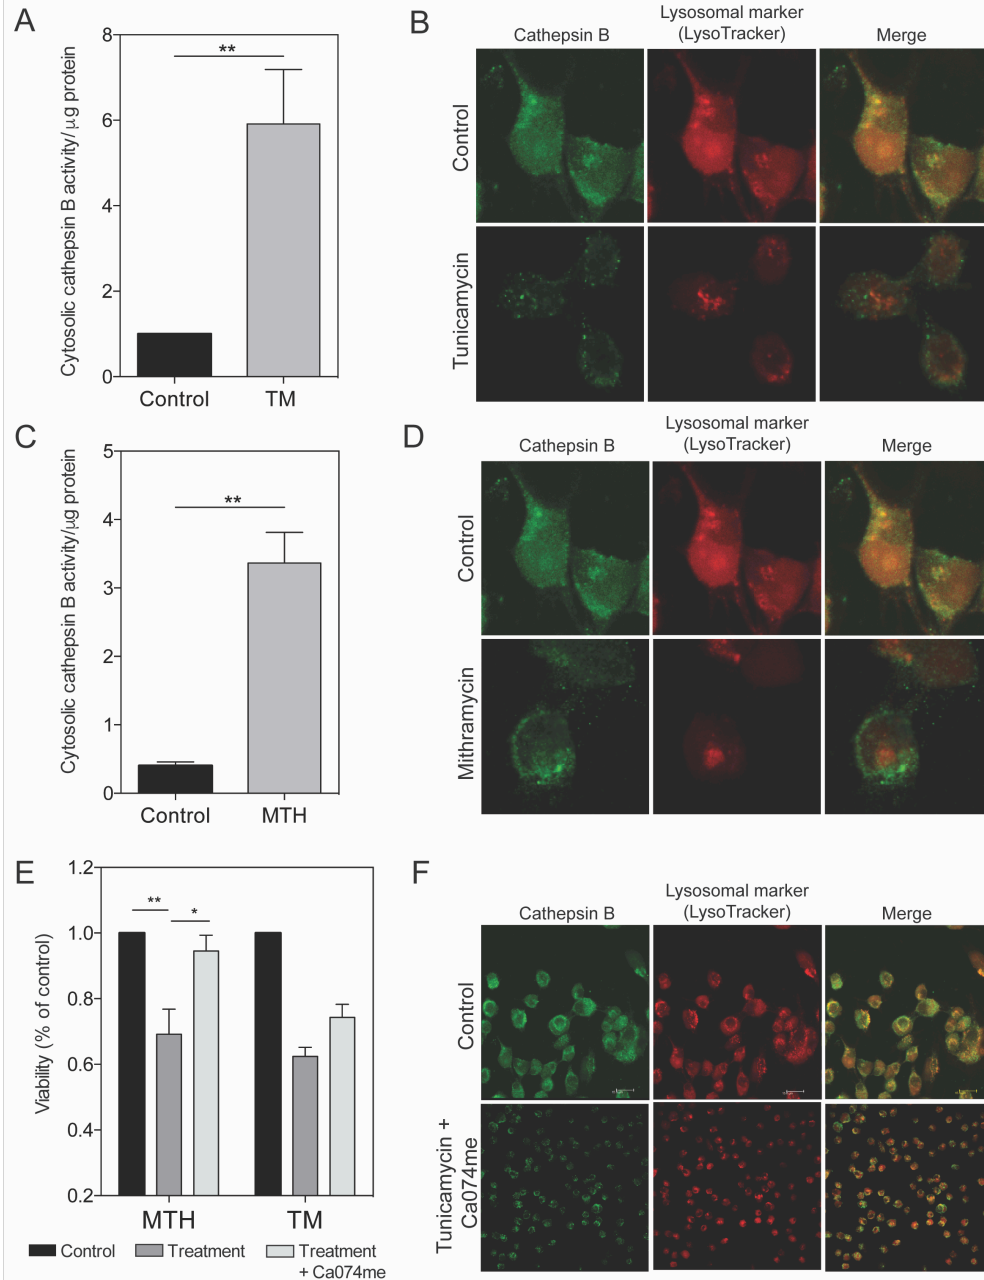 A
Cytosolic cathepsin B activity/ μg protein
8
6
4
2
0
**
Control
TM
B
Cathepsin B
Lysosomal marker
(LysoTracker)
Merge
Control
Tunicamycin
C
Cytosolic cathepsin B activity/μg protein
5
4
3
2
1
0
**
Control
MTH
D
Cathepsin B
Lysosomal marker
(LysoTracker)
Merge
Control
Mithramycin
E
Viability (% of control)
1.2
1.0
0.8
0.6
0.4
0.2
**
*
MTH
TM
Control
Treatment
Treatment
+ Ca074me
F
Cathepsin B
Lysosomal marker
(LysoTracker)
Merge
Control
Tunicamycin +
Ca074me